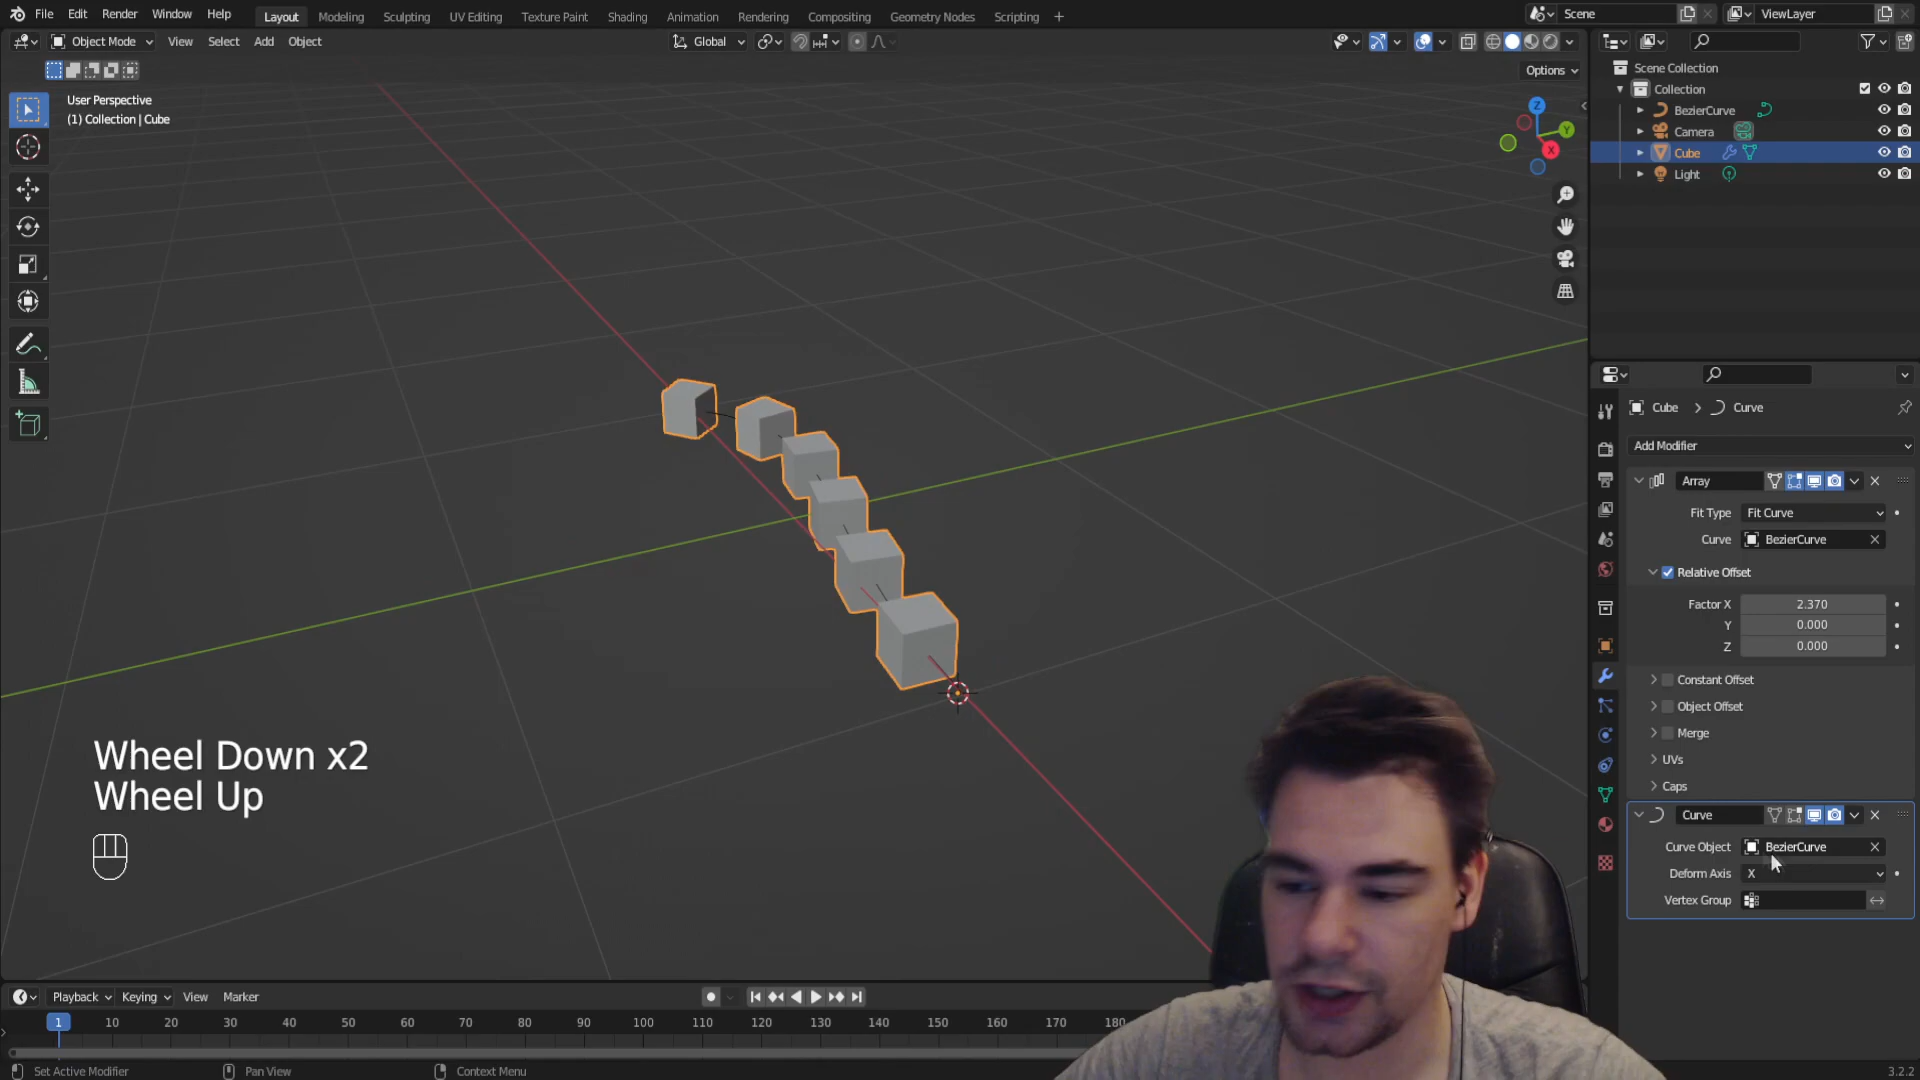 File Edit Render Window Help Layout Modeling Sculpting UV Editing Texture Paint Shading Animation Rendering Compositing Geometry Nodes Scripting + Scene ViewLayer
Object Mode View Select Add Object Global
Options
User Perspective
(1) Collection | Cube
Z
Y
X
Scene Collection
Collection
BezierCurve
Camera
Cube
Light
Cube > Curve
Add Modifier
Array
Fit Type Fit Curve
Curve BezierCurve
Relative Offset
Factor X 2.370
Y 0.000
Z 0.000
Constant Offset
Object Offset
Merge
UVs
Caps
Curve
Curve Object BezierCurve
Deform Axis X
Vertex Group
Wheel Down x2
Wheel Up
Playback Keying View Marker
1 10 20 30 40 50 60 70 80 90 100 110 120 130 140 150 160 170 180
Set Active Modifier Pan View Context Menu 3.2.2